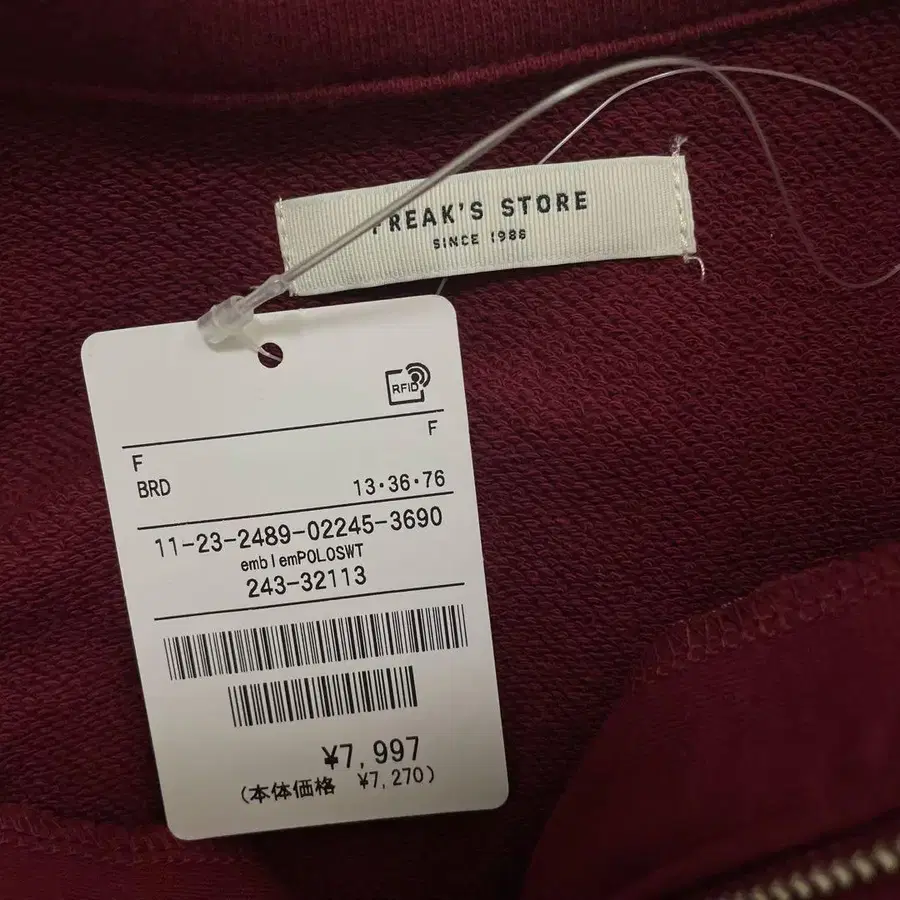 FREAK'S STORE
SINCE 1986
RFID
F
F
BRD 13・36・76
11-23-2489-02245-3690
emblemPOLOSWT
243-32113
¥7,997
(本体価格 ¥7,270)